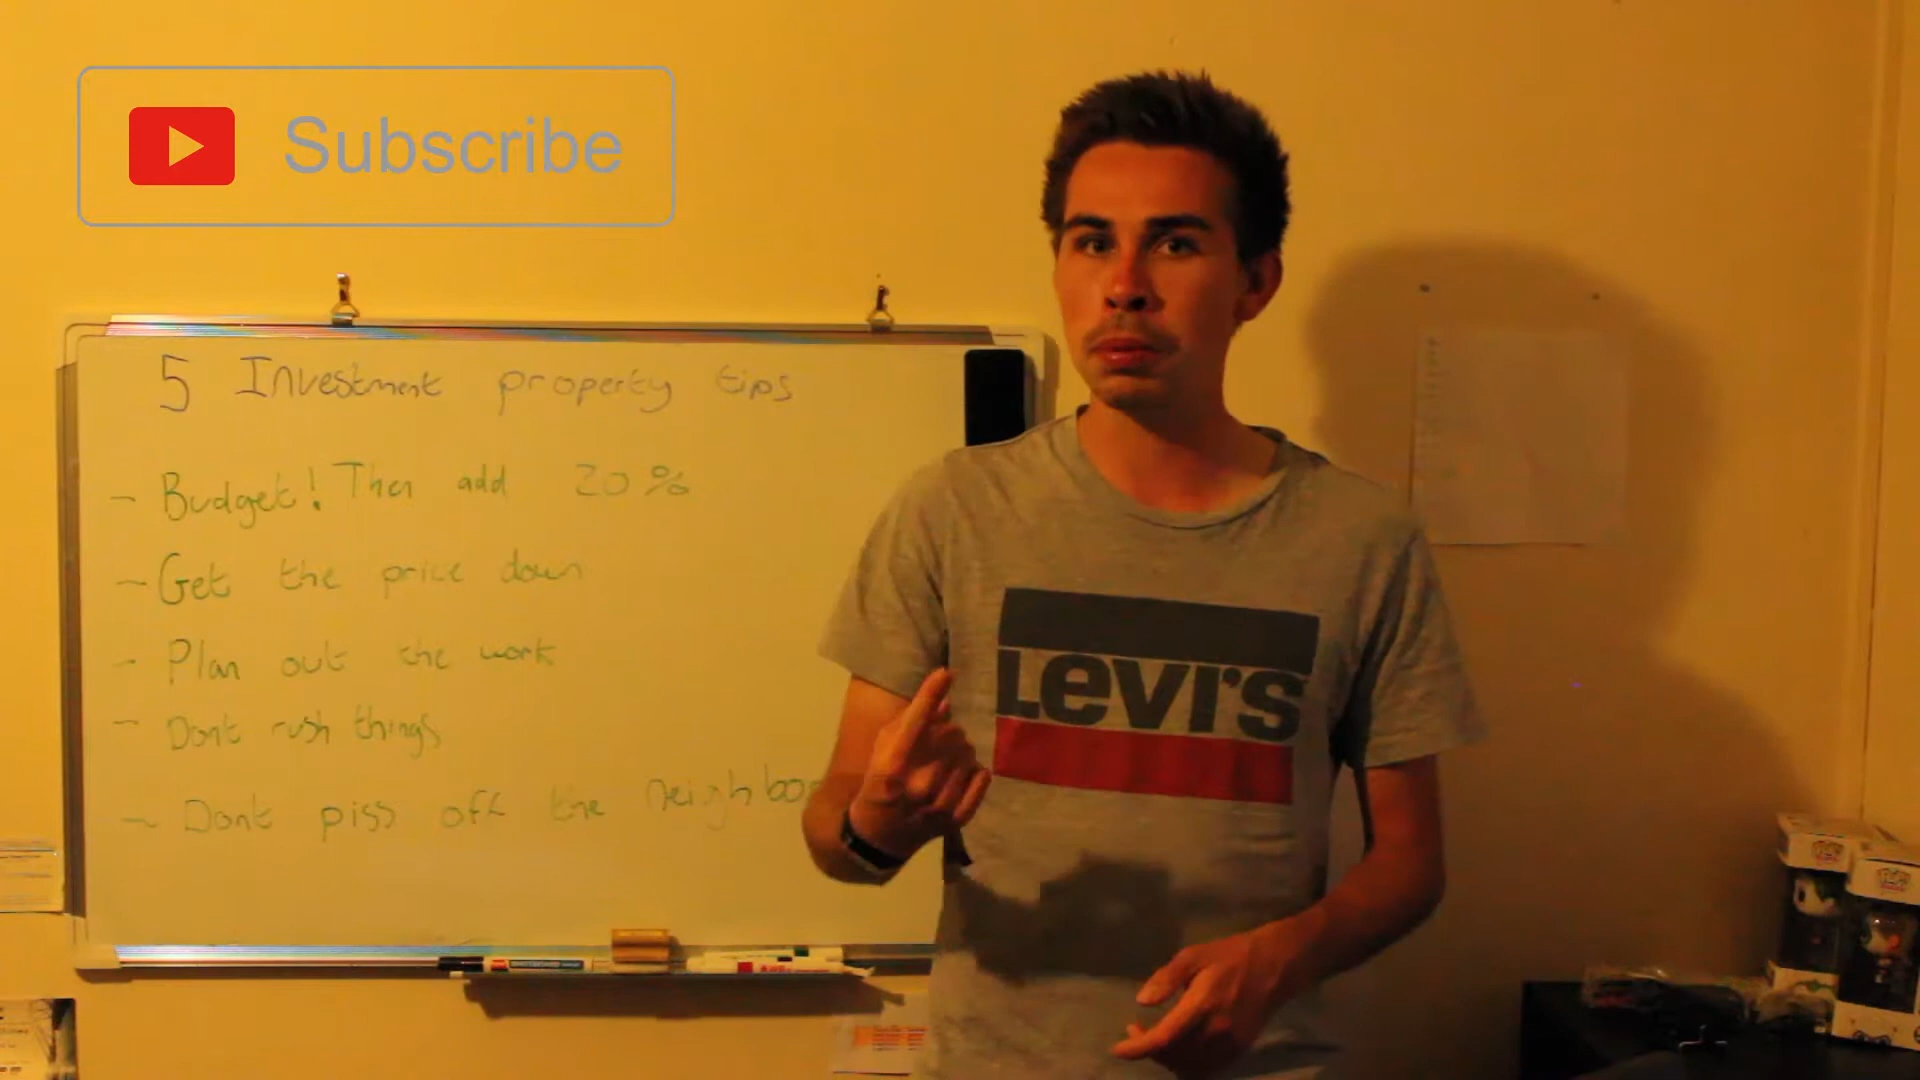 Subscribe
5 Investment property tips
- Budget! Then add 20%
- Get the price down
- Plan out the work
- Dont rush things
- Dont piss off the neighbo
LEVI'S